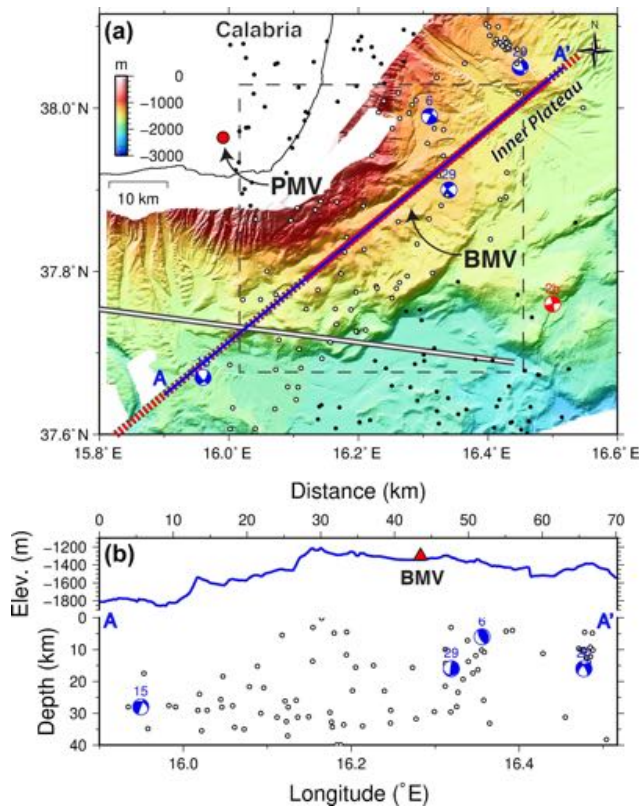 (a)
Calabria
N
m
0
−1000
−2000
−3000
10 km
PMV
BMV
Inner Plateau
A'
A
6
29
38.0°N
37.8°N
37.6°N
15.8°E 16.0°E 16.2°E 16.4°E 16.6°E
Distance (km)
0 10 20 30 40 50 60 70
(b)
Elev. (m)
−1200
−1400
−1600
−1800
BMV
A A'
0
10
20
30
40
Depth (km)
15
29
6
16.0 16.2 16.4
Longitude (°E)